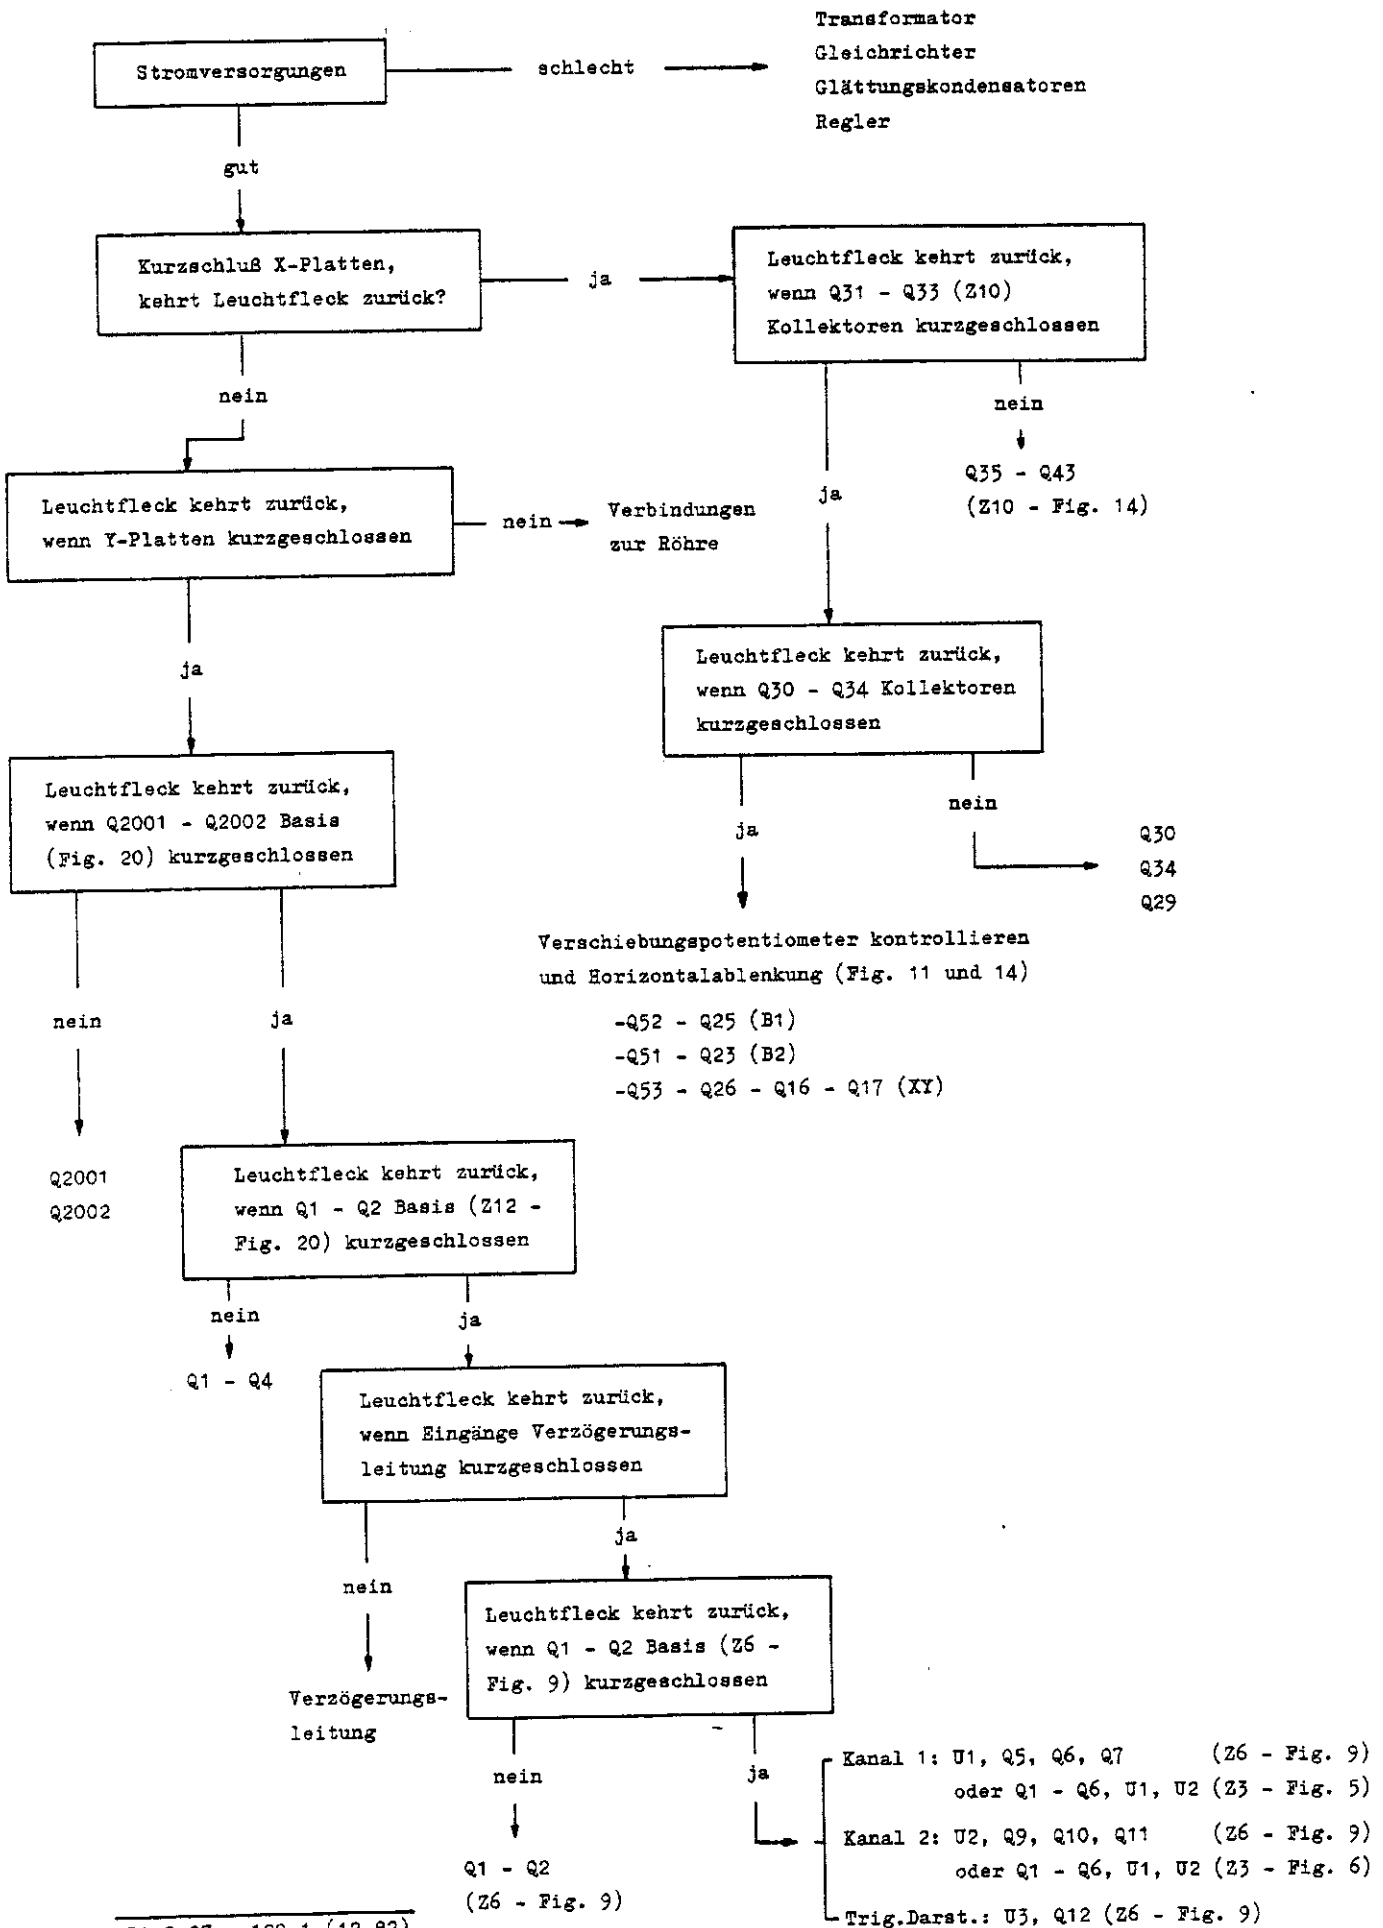 Transformator
Gleichrichter
Glättungskondensatoren
Regler
Stromversorgungen
schlecht
gut
Kurzschluß X-Platten,
kehrt Leuchtfleck zurück?
ja
Leuchtfleck kehrt zurück,
wenn Q31 - Q33 (Z10)
Kollektoren kurzgeschlossen
nein
nein
Q35 - Q43
(Z10 - Fig. 14)
ja
Leuchtfleck kehrt zurück,
wenn Y-Platten kurzgeschlossen
nein
Verbindungen
zur Röhre
ja
Leuchtfleck kehrt zurück,
wenn Q30 - Q34 Kollektoren
kurzgeschlossen
Leuchtfleck kehrt zurück,
wenn Q2001 - Q2002 Basis
(Fig. 20) kurzgeschlossen
ja
nein
Q30
Q34
Q29
Verschiebungspotentiometer kontrollieren
und Horizontalablenkung (Fig. 11 und 14)
-Q52 - Q25 (B1)
-Q51 - Q23 (B2)
-Q53 - Q26 - Q16 - Q17 (XY)
nein
ja
Q2001
Q2002
Leuchtfleck kehrt zurück,
wenn Q1 - Q2 Basis (Z12 -
Fig. 20) kurzgeschlossen
nein
ja
Q1 - Q4
Leuchtfleck kehrt zurück,
wenn Eingänge Verzögerungs-
leitung kurzgeschlossen
nein
ja
Verzögerungs-
leitung
Leuchtfleck kehrt zurück,
wenn Q1 - Q2 Basis (Z6 -
Fig. 9) kurzgeschlossen
nein
ja
Q1 - Q2
(Z6 - Fig. 9)
Kanal 1: U1, Q5, Q6, Q7 (Z6 - Fig. 9)
oder Q1 - Q6, U1, U2 (Z3 - Fig. 5)
Kanal 2: U2, Q9, Q10, Q11 (Z6 - Fig. 9)
oder Q1 - Q6, U1, U2 (Z3 - Fig. 6)
Trig.Darst.: U3, Q12 (Z6 - Fig. 9)